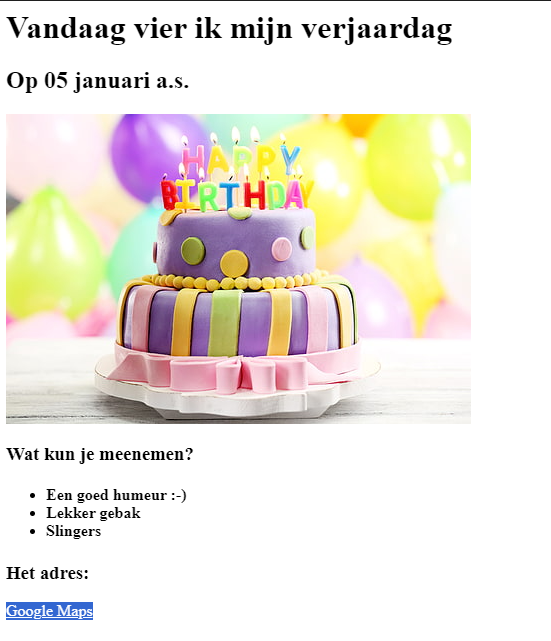 Vandaag vier ik mijn verjaardag
Op 05 januari a.s.
HAPPY
BIRTHDAY
Wat kun je meenemen?
Een goed humeur :-)
Lekker gebak
Slingers
Het adres:
Google Maps